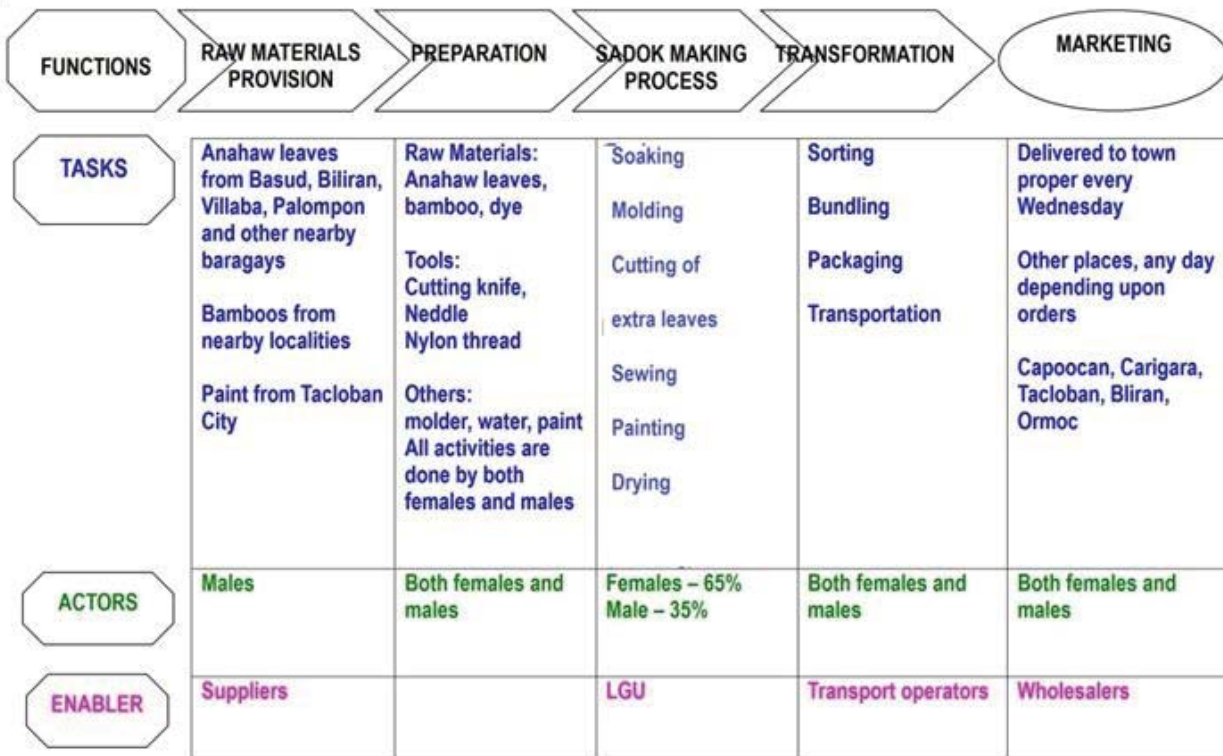 FUNCTIONS
RAW MATERIALS
PROVISION
PREPARATION
SADOK MAKING
PROCESS
TRANSFORMATION
MARKETING
TASKS
Anahaw leaves
from Basud, Biliran,
Villaba, Palompon
and other nearby
baragays
Bamboos from
nearby localities
Paint from Tacloban
City
Raw Materials:
Anahaw leaves,
bamboo, dye
Tools:
Cutting knife,
Neddle
Nylon thread
Others:
molder, water, paint
All activities are
done by both
females and males
Soaking
Molding
Cutting of
extra leaves
Sewing
Painting
Drying
Sorting
Bundling
Packaging
Transportation
Delivered to town
proper every
Wednesday
Other places, any day
depending upon
orders
Capoocan, Carigara,
Tacloban, Bliran,
Ormoc
ACTORS
Males
Both females and
males
Females – 65%
Male – 35%
Both females and
males
Both females and
males
ENABLER
Suppliers
LGU
Transport operators
Wholesalers